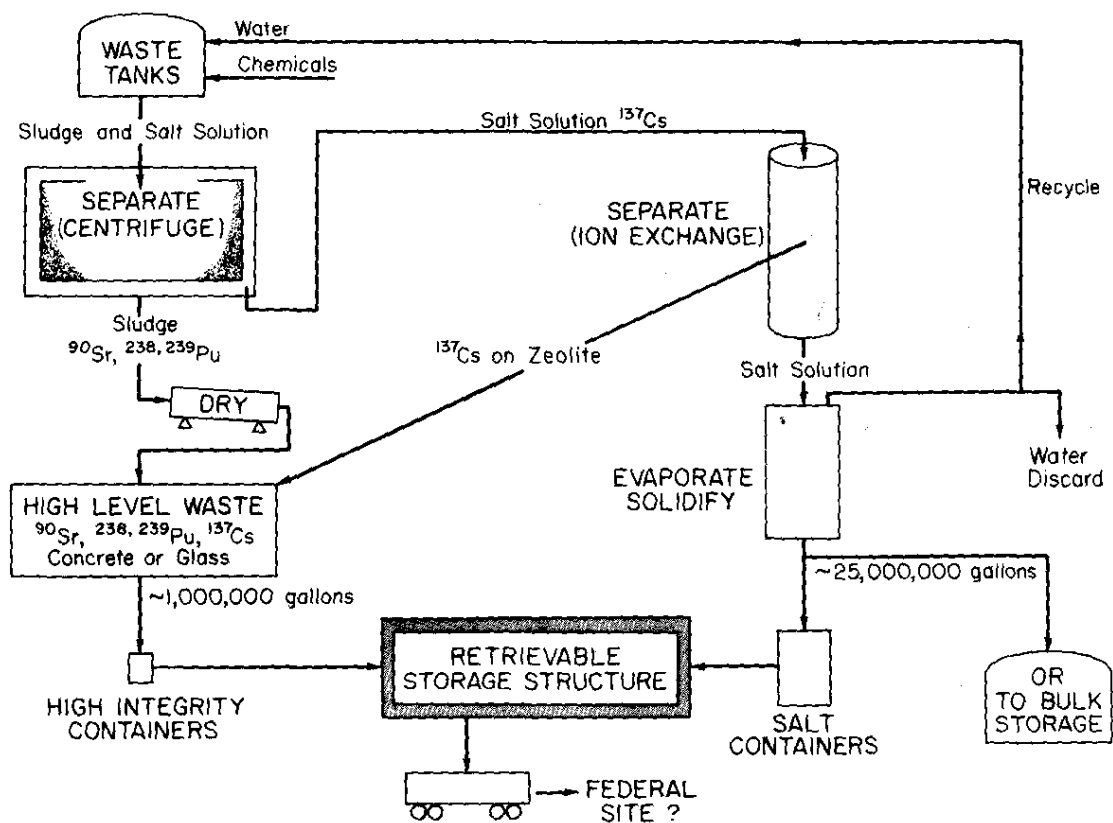 WASTE
TANKS
Water
Chemicals
Sludge and Salt Solution
Salt Solution ¹³⁷Cs
SEPARATE
(CENTRIFUGE)
SEPARATE
(ION EXCHANGE)
Recycle
Sludge
⁹⁰Sr, ²³⁸, ²³⁹Pu
¹³⁷Cs on Zeolite
Salt Solution
DRY
Water
Discard
EVAPORATE
SOLIDIFY
HIGH LEVEL WASTE
⁹⁰Sr, ²³⁸, ²³⁹Pu, ¹³⁷Cs
Concrete or Glass
~1,000,000 gallons
~25,000,000 gallons
RETRIEVABLE
STORAGE STRUCTURE
HIGH INTEGRITY
CONTAINERS
SALT
CONTAINERS
OR
TO BULK
STORAGE
FEDERAL
SITE ?